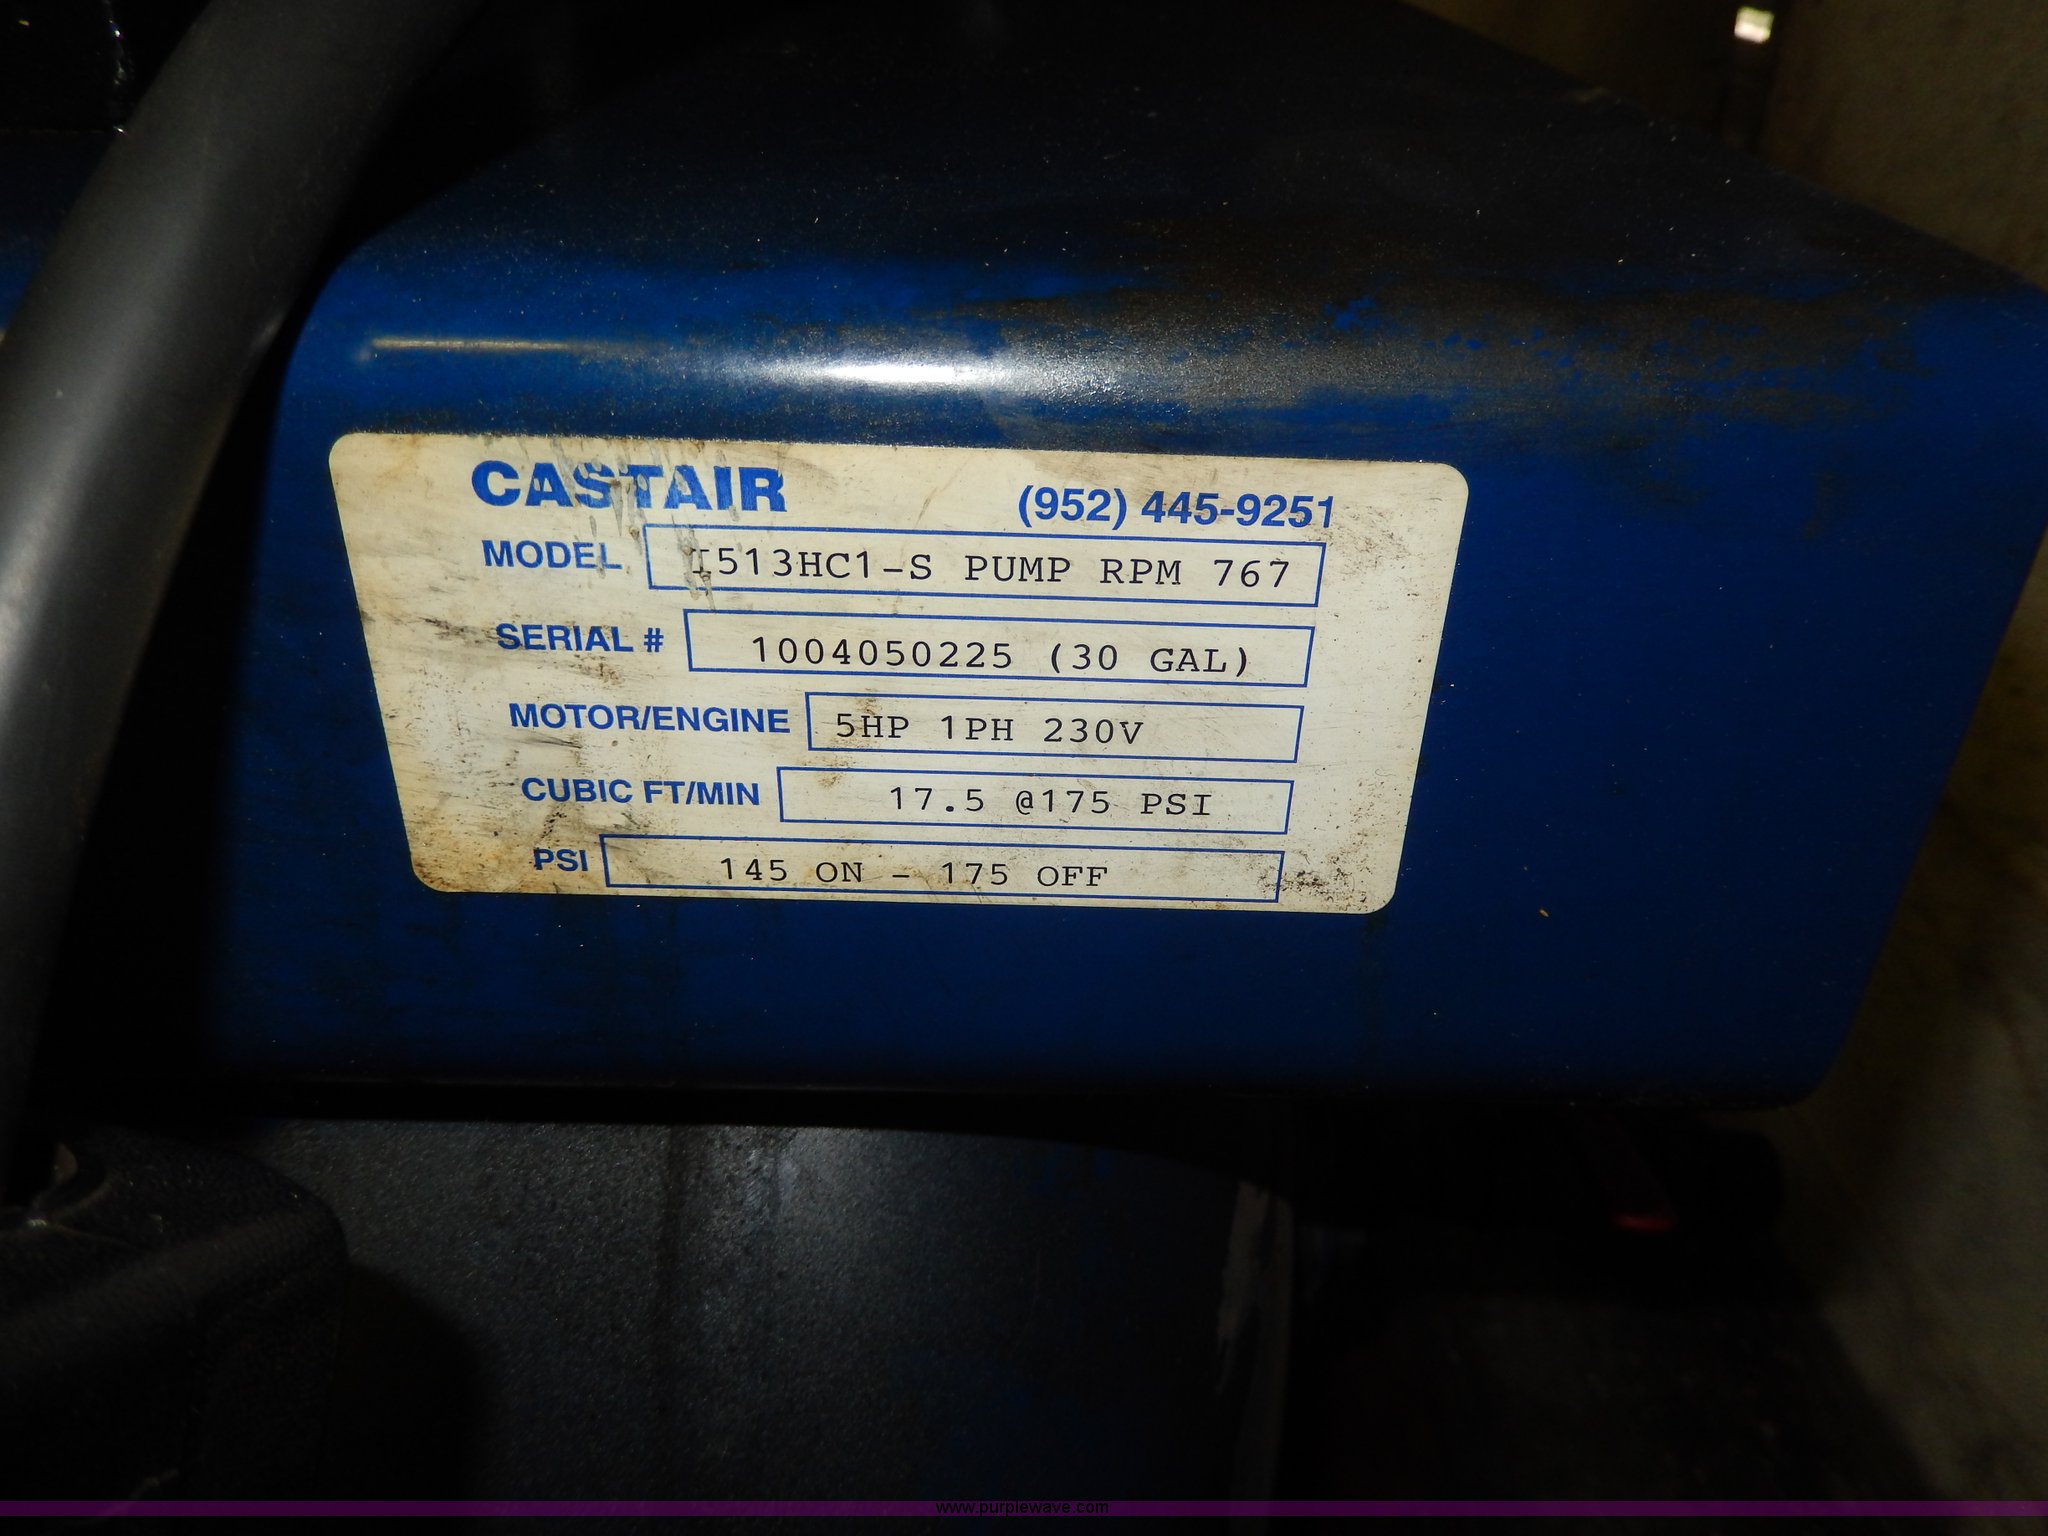 CASTAIR (952) 445-9251
MODEL I513HC1-S PUMP RPM 767
SERIAL # 1004050225 (30 GAL)
MOTOR/ENGINE 5HP 1PH 230V
CUBIC FT/MIN 17.5 @175 PSI
PSI 145 ON - 175 OFF
www.purplewave.com